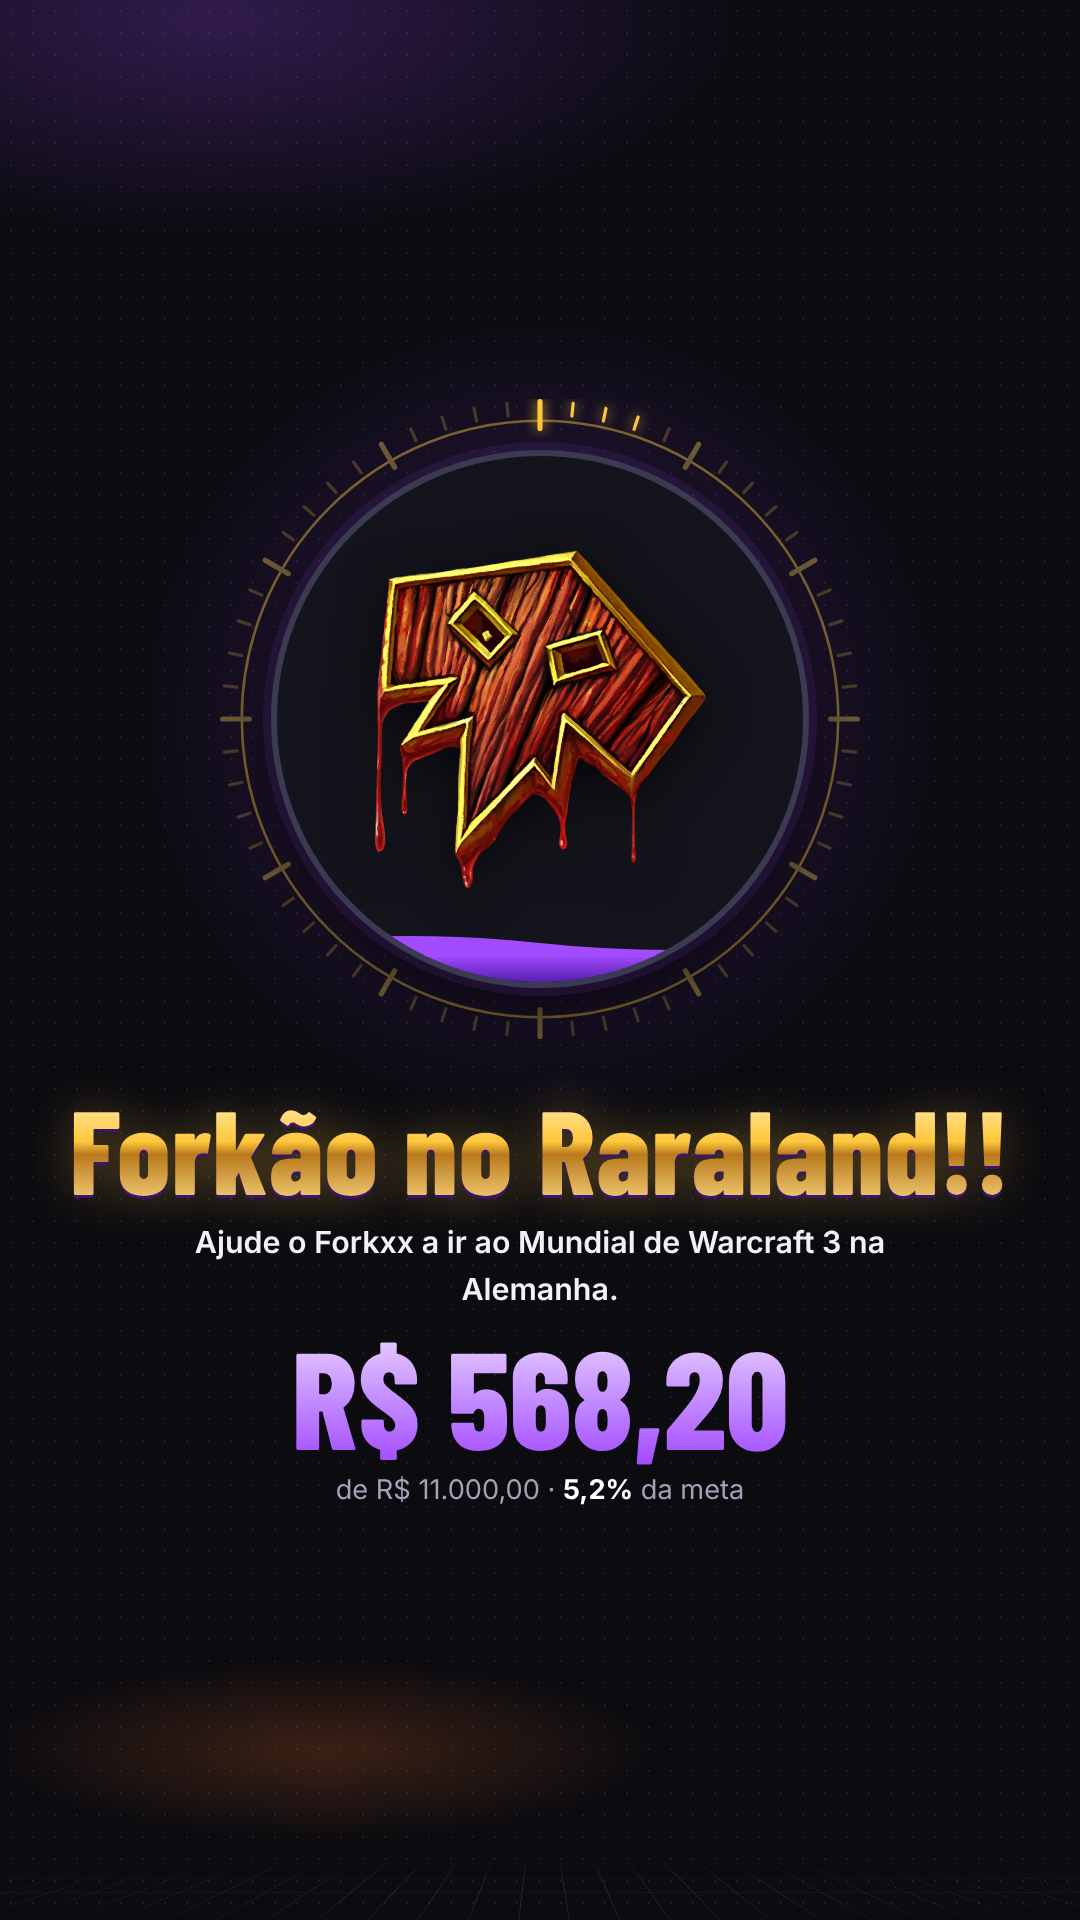 Forkão no Raraland!!
Ajude o Forkxx a ir ao Mundial de Warcraft 3 na
Alemanha.
R$ 568,20
de R$ 11.000,00 · 5,2% da meta